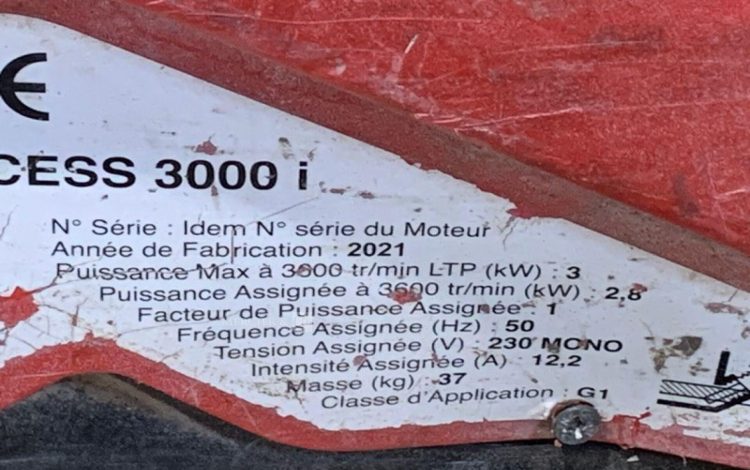 CE
CESS 3000 i
N° Série : Idem N° série du Moteur
Année de Fabrication : 2021
Puissance Max à 3600 tr/min LTP (kW) : 3
Puissance Assignée à 3600 tr/min (kW) : 2,8
Facteur de Puissance Assignée : 1
Fréquence Assignée (Hz) : 50
Tension Assignée (V) : 230 MONO
Intensité Assignée (A) : 12,2
Masse (kg) : 37
Classe d'Application : G1